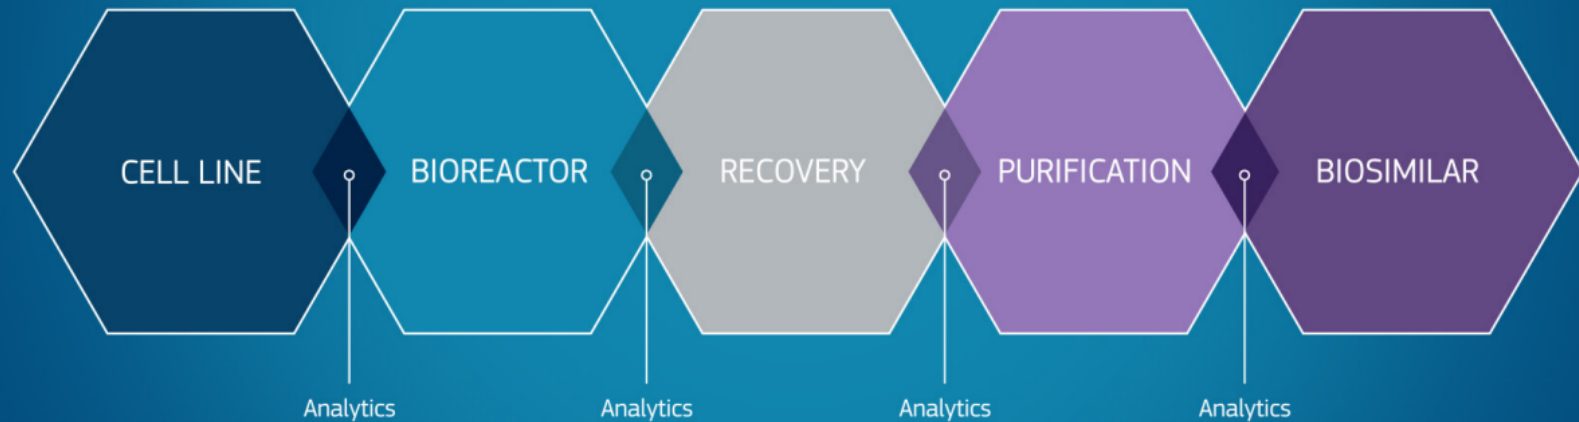 CELL LINE
BIOREACTOR
RECOVERY
PURIFICATION
BIOSIMILAR
Analytics
Analytics
Analytics
Analytics